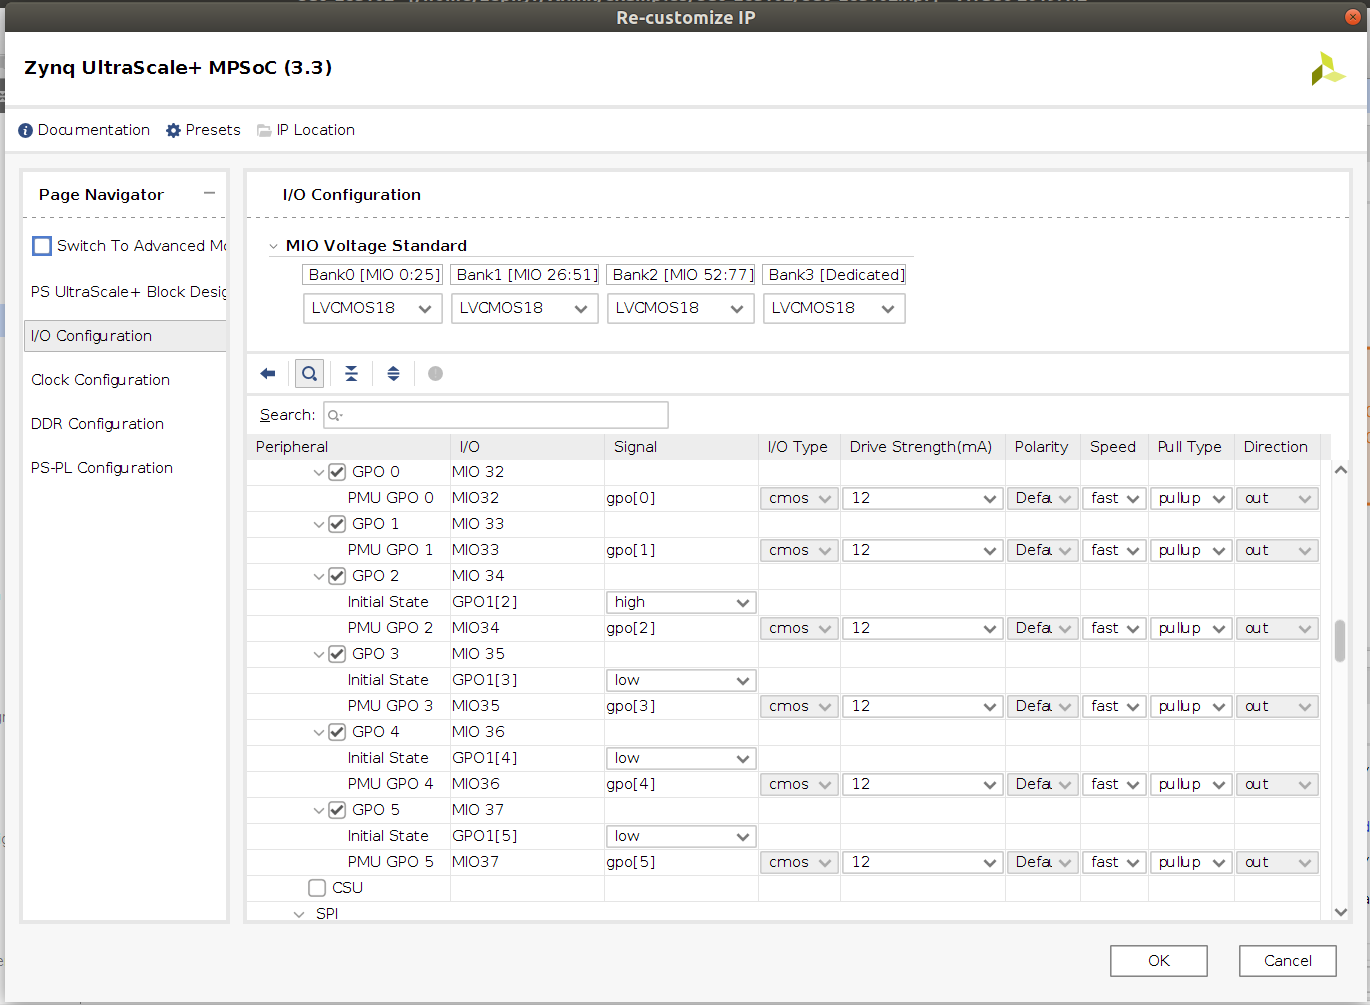 Re-customize IP
Zynq UltraScale+ MPSoC (3.3)
Documentation Presets IP Location
Page Navigator
Switch To Advanced Mo
PS UltraScale+ Block Desig
I/O Configuration
Clock Configuration
DDR Configuration
PS-PL Configuration
I/O Configuration
MIO Voltage Standard
Bank0 [MIO 0:25] Bank1 [MIO 26:51] Bank2 [MIO 52:77] Bank3 [Dedicated]
LVCMOS18 LVCMOS18 LVCMOS18 LVCMOS18
Search:
Peripheral I/O Signal I/O Type Drive Strength(mA) Polarity Speed Pull Type Direction
GPO 0 MIO 32
PMU GPO 0 MIO32 gpo[0] cmos 12 Defau fast pullup out
GPO 1 MIO 33
PMU GPO 1 MIO33 gpo[1] cmos 12 Defau fast pullup out
GPO 2 MIO 34
Initial State GPO1[2] high
PMU GPO 2 MIO34 gpo[2] cmos 12 Defau fast pullup out
GPO 3 MIO 35
Initial State GPO1[3] low
PMU GPO 3 MIO35 gpo[3] cmos 12 Defau fast pullup out
GPO 4 MIO 36
Initial State GPO1[4] low
PMU GPO 4 MIO36 gpo[4] cmos 12 Defau fast pullup out
GPO 5 MIO 37
Initial State GPO1[5] low
PMU GPO 5 MIO37 gpo[5] cmos 12 Defau fast pullup out
CSU
SPI
OK Cancel